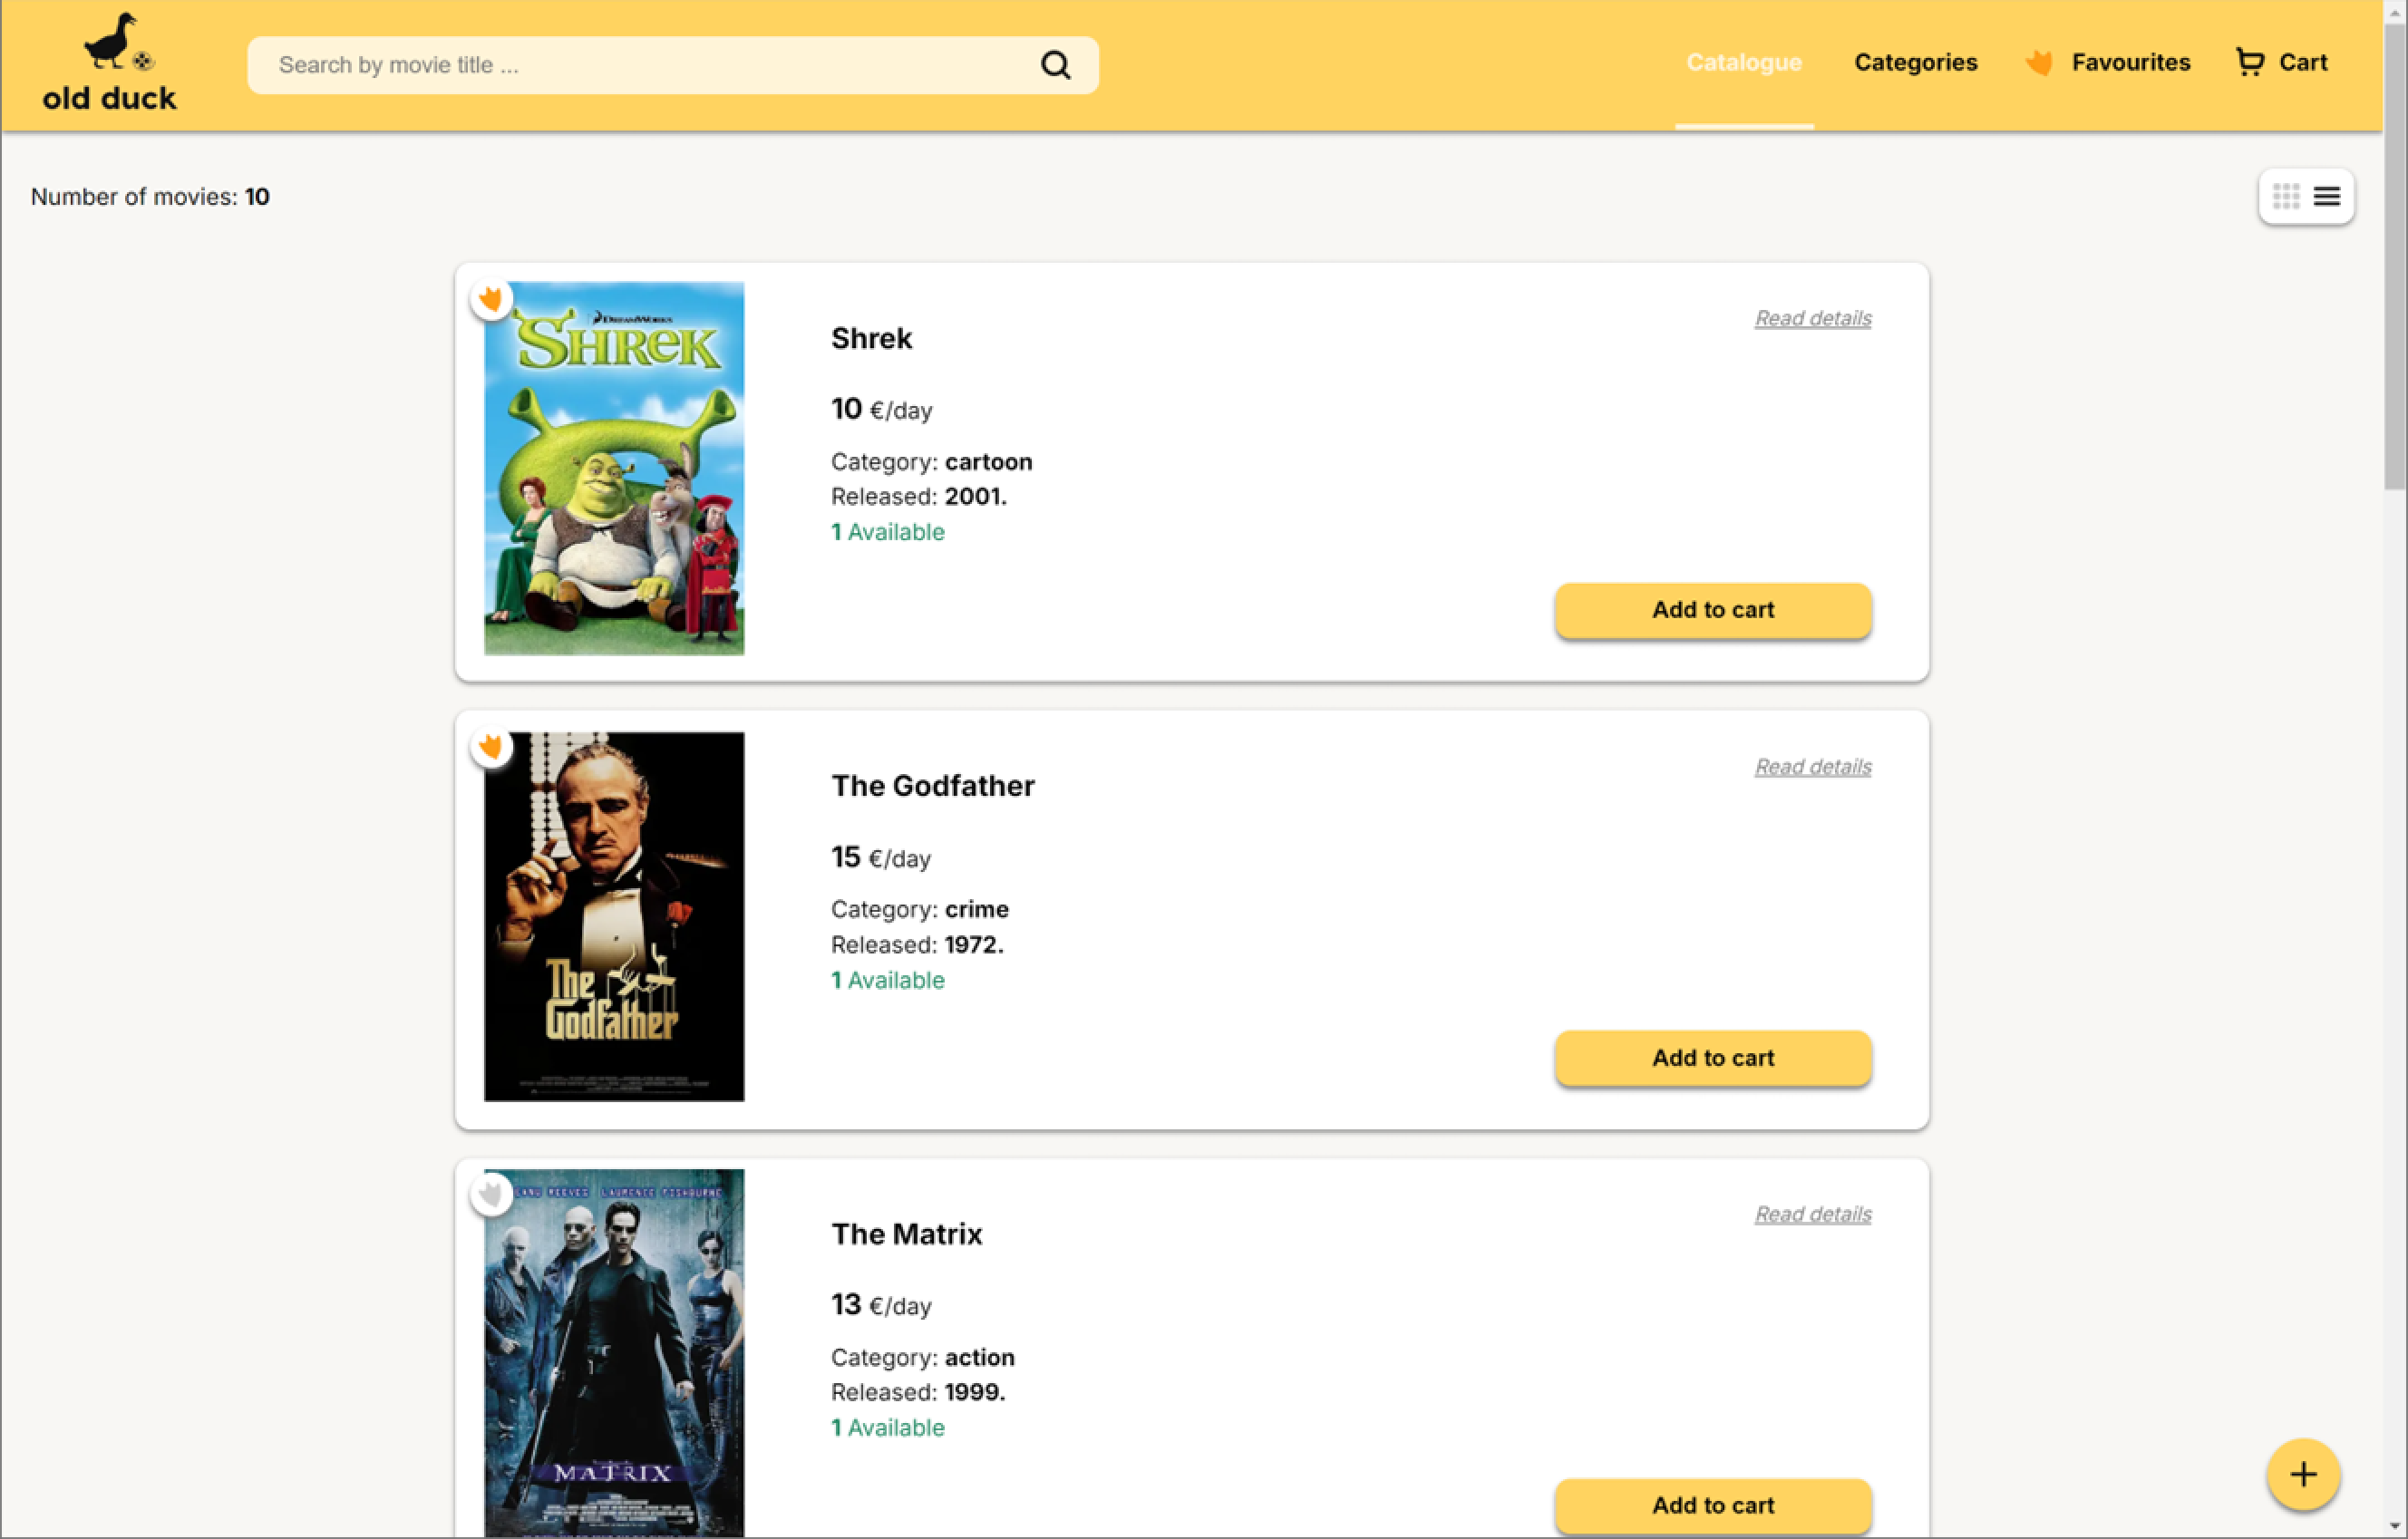 old duck
Search by movie title ...
Catalogue
Categories
Favourites
Cart
Number of movies: 10
DREAMWORKS
SHREK
Shrek
Read details
10 €/day
Category: cartoon
Released: 2001.
1 Available
Add to cart
The
Godfather
The Godfather
Read details
15 €/day
Category: crime
Released: 1972.
1 Available
Add to cart
REEVES LAURENCE FISHBURNE
MATRIX
The Matrix
Read details
13 €/day
Category: action
Released: 1999.
1 Available
Add to cart